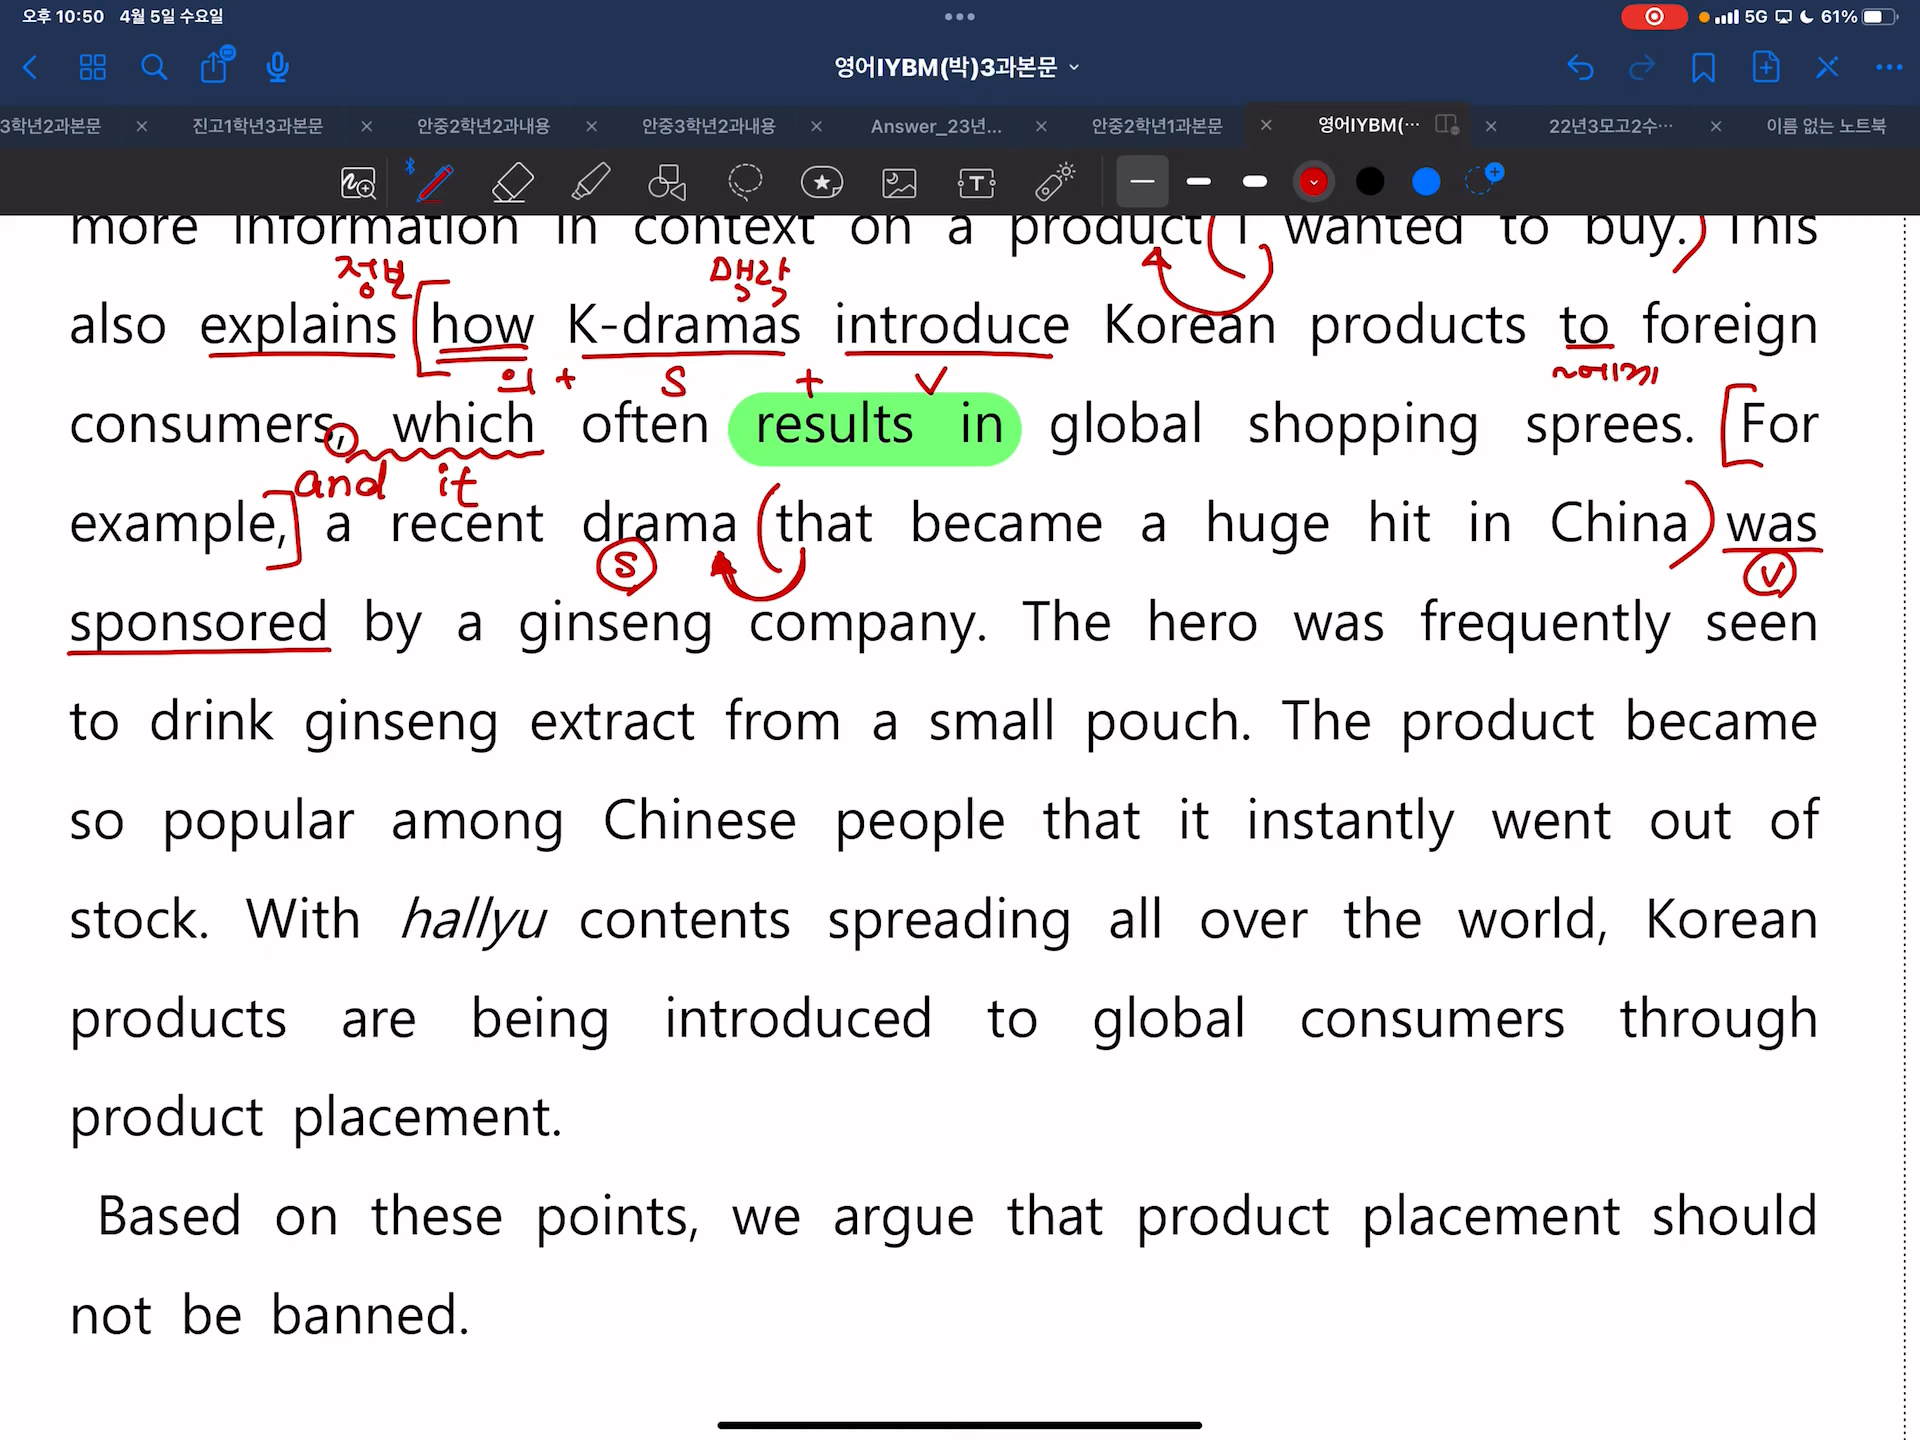 오후 10:50 4월 5일 수요일
5G 61%
영어IYBM(박)3과본문
3학년2과본문 × 진고1학년3과본문 × 안중2학년2과내용 × 안중3학년2과내용 × Answer_23년... × 안중2학년1과본문 × 영어IYBM(... × 22년3모고2수... × 이름 없는 노트북
more information in context on a product I wanted to buy. This
정보 맥락
also explains how K-dramas introduce Korean products to foreign
의 + S + V ~에게
consumers, which often results in global shopping sprees. For
and it
example, a recent drama that became a huge hit in China was
S V
sponsored by a ginseng company. The hero was frequently seen
to drink ginseng extract from a small pouch. The product became
so popular among Chinese people that it instantly went out of
stock. With hallyu contents spreading all over the world, Korean
products are being introduced to global consumers through
product placement.
Based on these points, we argue that product placement should
not be banned.